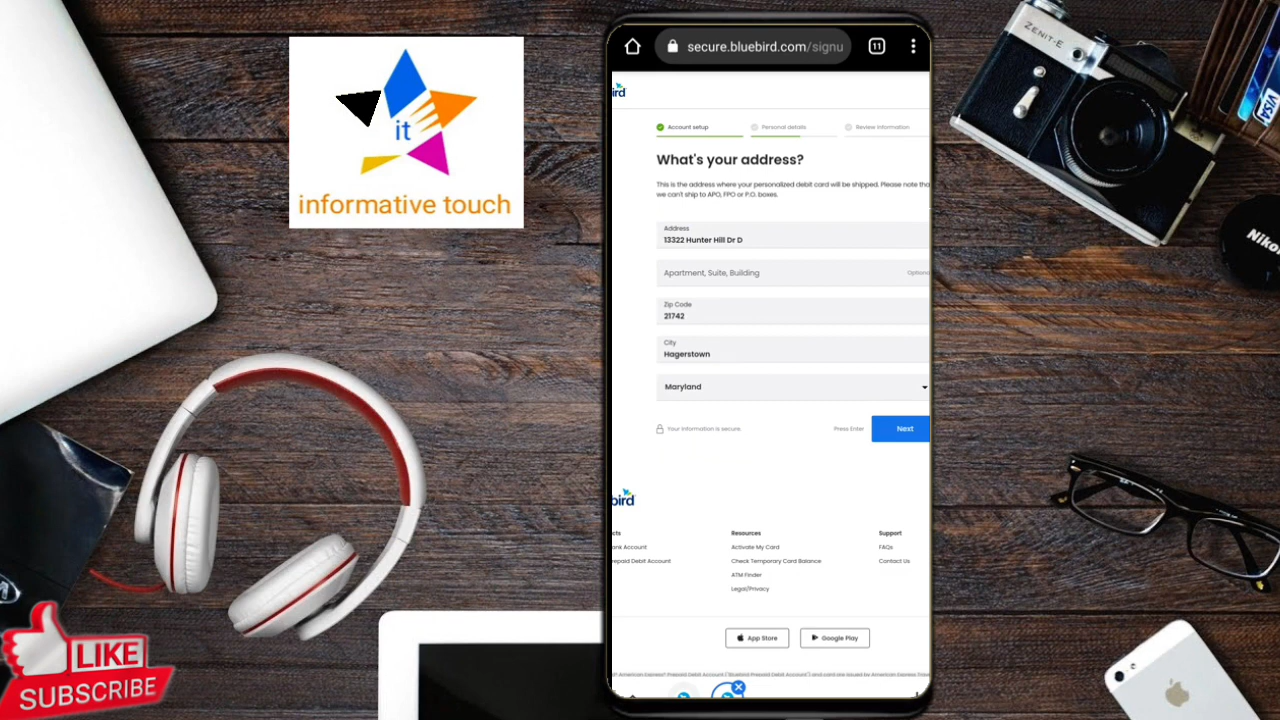 it
informative touch
LIKE
SUBSCRIBE
secure.bluebird.com/signu
11
ird
Account setup
Personal details
Review information
What's your address?
This is the address where your personalized debit card will be shipped. Please note tha
we can't ship to APO, FPO or P.O. boxes.
Address
13322 Hunter Hill Dr D
Apartment, Suite, Building
Optiona
Zip Code
21742
City
Hagerstown
Maryland
Your information is secure.
Press Enter
Next
bird
cts
Resources
Support
ank Account
Activate My Card
FAQs
repaid Debit Account
Check Temporary Card Balance
Contact Us
ATM Finder
Legal/Privacy
App Store
Google Play
ZENIT-E
VISA
Nikon